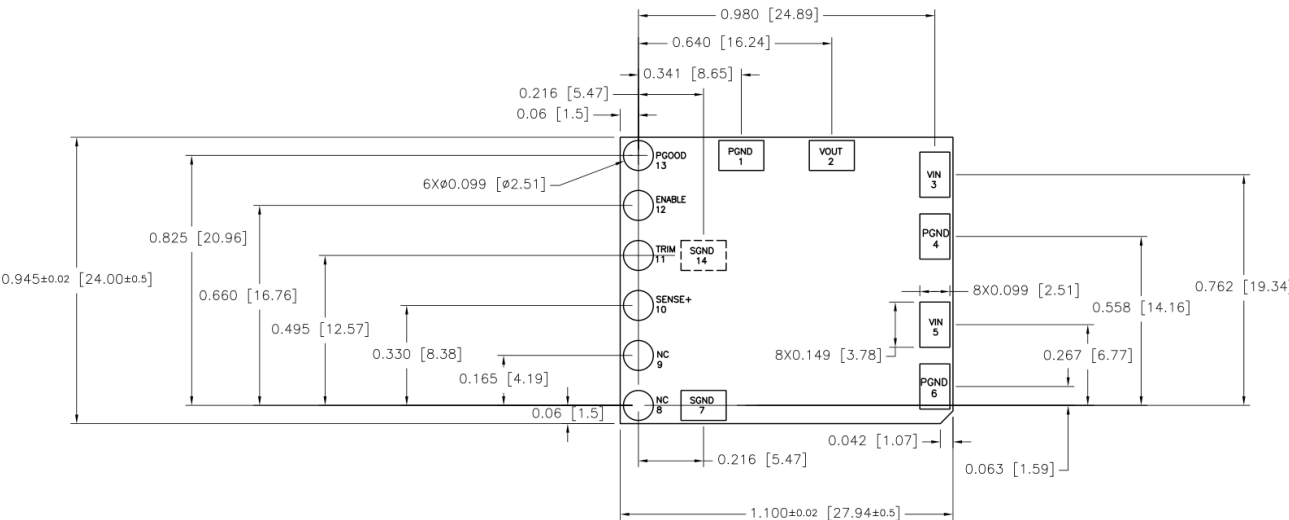 0.980 [24.89]
0.640 [16.24]
0.341 [8.65]
0.216 [5.47]
0.06 [1.5]
PGOOD
13
PGND
1
VOUT
2
VIN
3
6XØ0.099 [Ø2.51]
ENABLE
12
0.825 [20.96]
PGND
4
TRIM
11
SGND
14
0.945±0.02 [24.00±0.5]
0.660 [16.76]
8X0.099 [2.51]
0.762 [19.34]
SENSE+
10
0.558 [14.16]
0.495 [12.57]
VIN
5
0.330 [8.38]
NC
9
8X0.149 [3.78]
0.267 [6.77]
0.165 [4.19]
PGND
6
NC
8
SGND
7
0.06 [1.5]
0.042 [1.07]
0.216 [5.47]
0.063 [1.59]
1.100±0.02 [27.94±0.5]